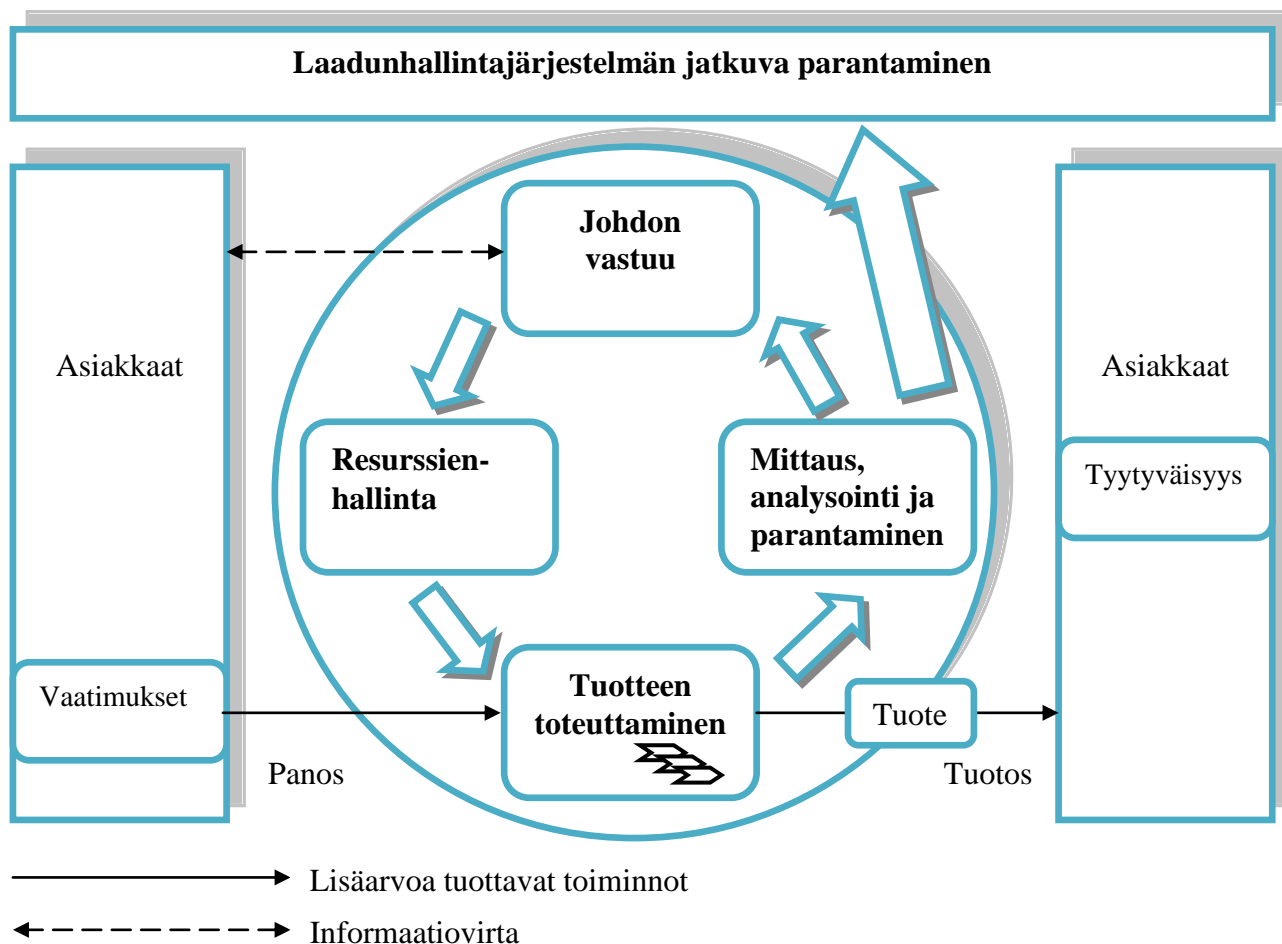 Laadunhallintajärjestelmän jatkuva parantaminen
Johdon
vastuu
Asiakkaat
Asiakkaat
Resurssien-
hallinta
Mittaus,
analysointi ja
parantaminen
Tyytyväisyys
Vaatimukset
Tuotteen
toteuttaminen
Tuote
Panos
Tuotos
Lisäarvoa tuottavat toiminnot
Informaatiovirta